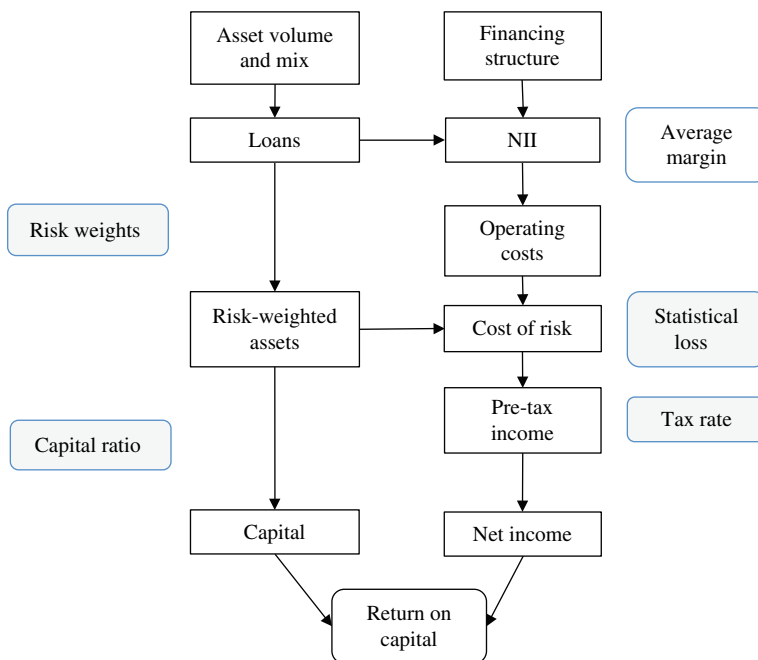 Asset volume
and mix
Financing
structure
Loans
NII
Average
margin
Risk weights
Operating
costs
Risk-weighted
assets
Cost of risk
Statistical
loss
Pre-tax
income
Tax rate
Capital ratio
Capital
Net income
Return on
capital